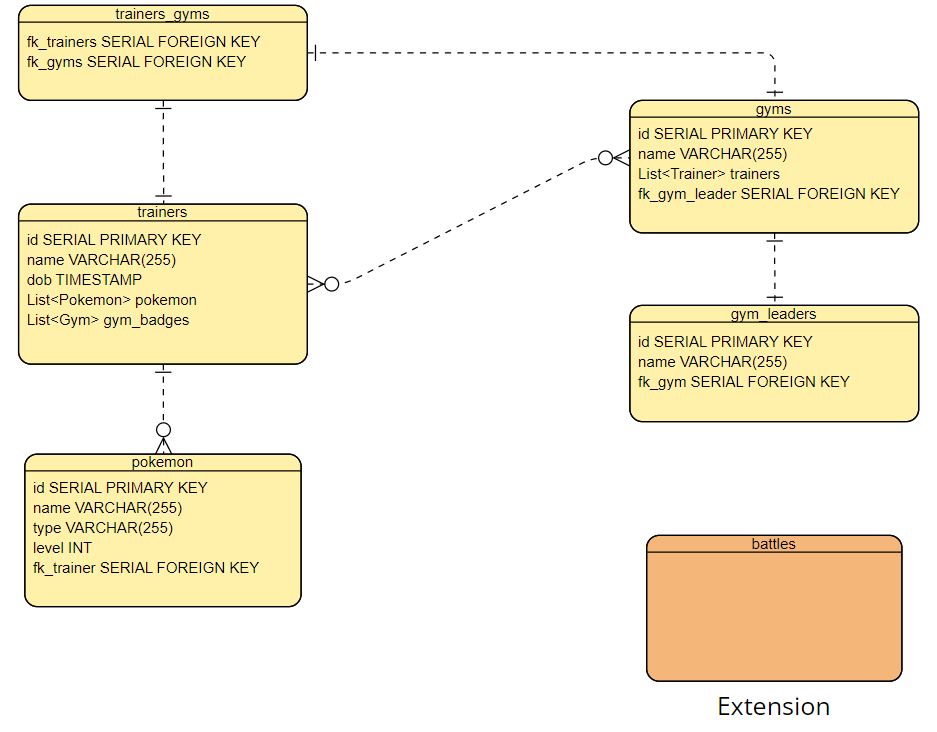 trainers_gyms
fk_trainers SERIAL FOREIGN KEY
fk_gyms SERIAL FOREIGN KEY
gyms
id SERIAL PRIMARY KEY
name VARCHAR(255)
List<Trainer> trainers
fk_gym_leader SERIAL FOREIGN KEY
trainers
id SERIAL PRIMARY KEY
name VARCHAR(255)
dob TIMESTAMP
List<Pokemon> pokemon
List<Gym> gym_badges
gym_leaders
id SERIAL PRIMARY KEY
name VARCHAR(255)
fk_gym SERIAL FOREIGN KEY
pokemon
id SERIAL PRIMARY KEY
name VARCHAR(255)
type VARCHAR(255)
level INT
fk_trainer SERIAL FOREIGN KEY
battles
Extension